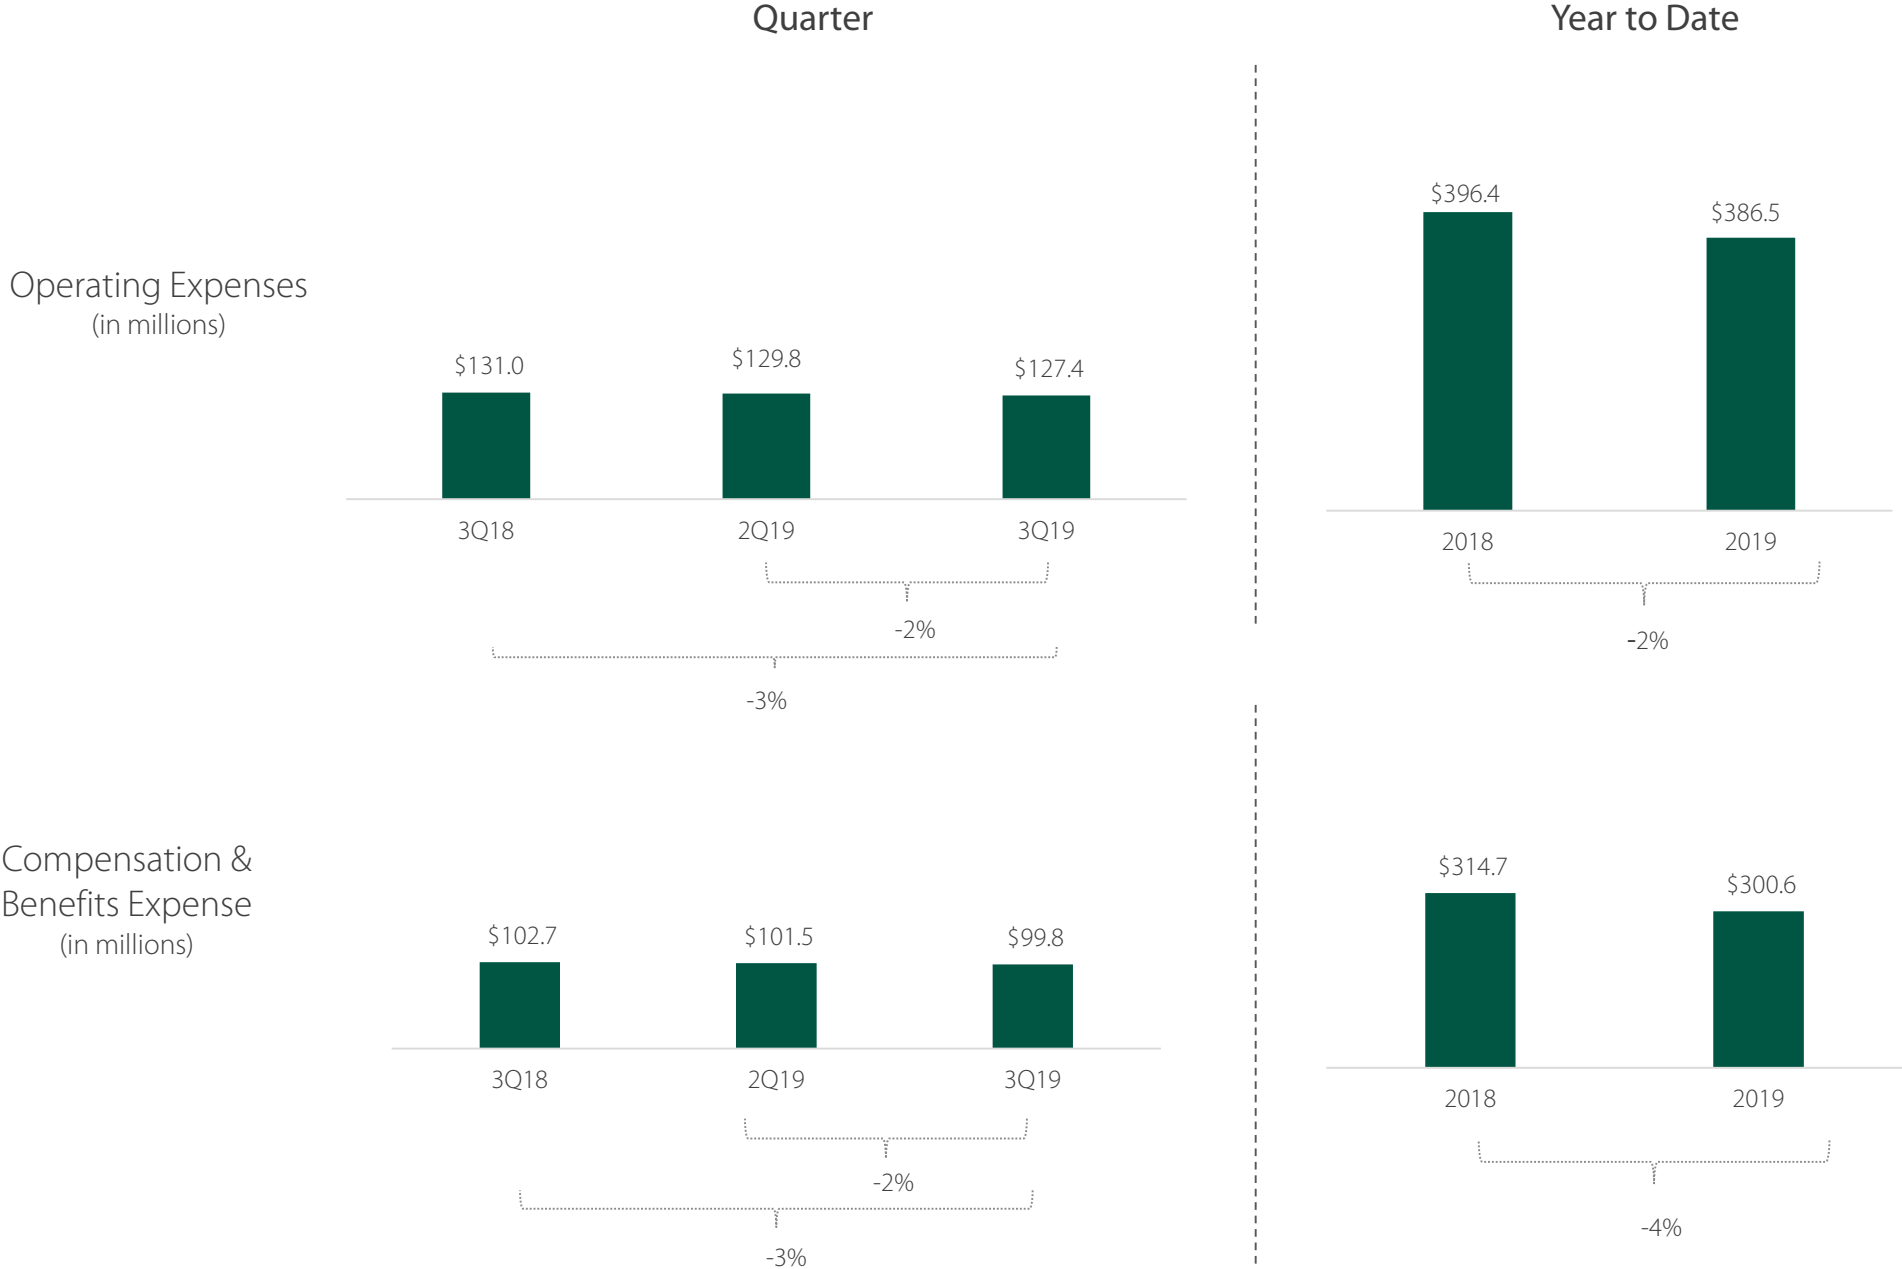 Quarter
Year to Date
Operating Expenses
(in millions)
$131.0
$129.8
$127.4
3Q18
2Q19
3Q19
-2%
-3%
$396.4
$386.5
2018
2019
-2%
Compensation &
Benefits Expense
(in millions)
$102.7
$101.5
$99.8
3Q18
2Q19
3Q19
-2%
-3%
$314.7
$300.6
2018
2019
-4%